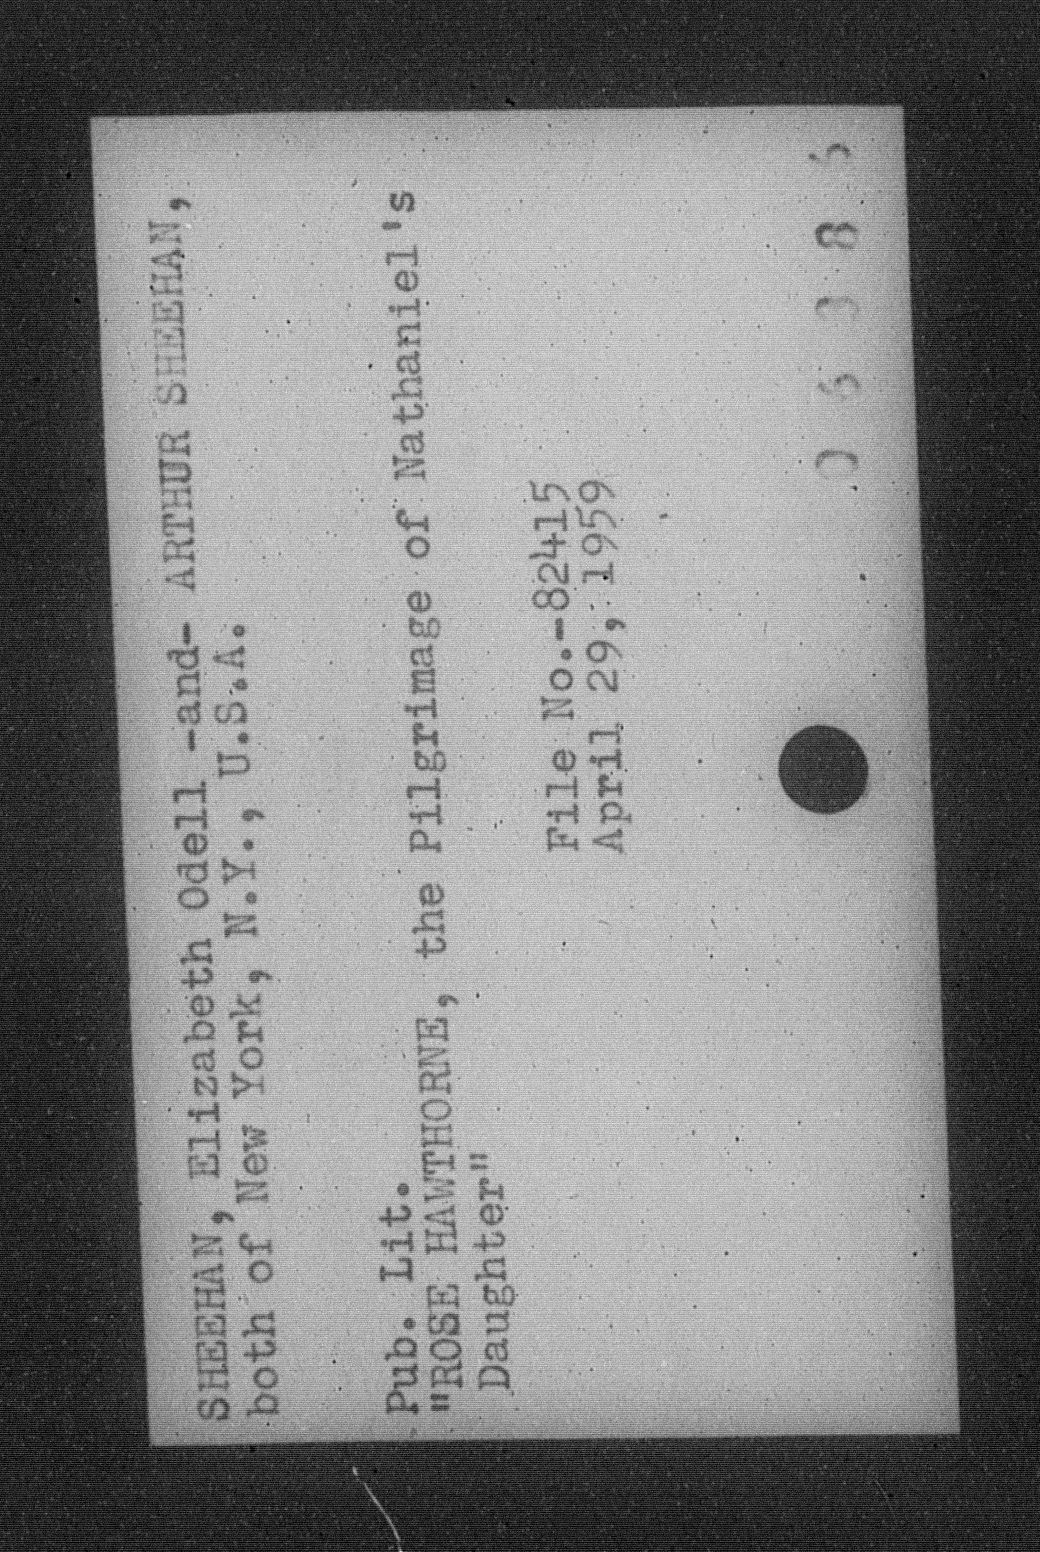 SHEEHAN, Elizabeth Odell -and- ARTHUR SHEEHAN,
both of New York, N.Y., U.S.A.
Pub. Lit.
"ROSE HAWTHORNE, the Pilgrimage of Nathaniel's
Daughter"
File No.-82415
April 29, 1959